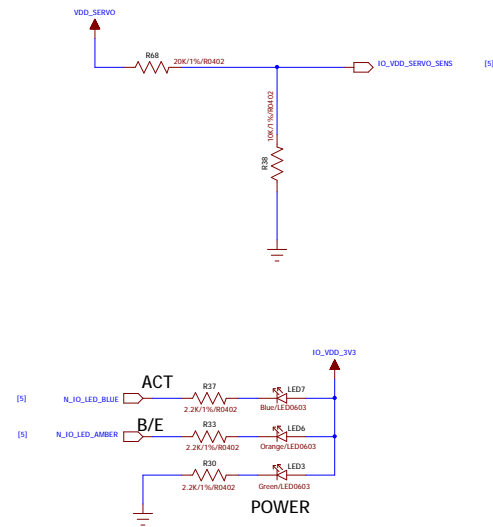 VDD_SERVO
R68
20K/1%/R0402
IO_VDD_SERVO_SENS
[5]
10K/1%/R0402
R38
IO_VDD_3V3
ACT
R37
LED7
[5]
N_IO_LED_BLUE
2.2K/1%/R0402
Blue/LED0603
B/E
R33
LED6
[5]
N_IO_LED_AMBER
2.2K/1%/R0402
Orange/LED0603
R30
LED3
2.2K/1%/R0402
Green/LED0603
POWER